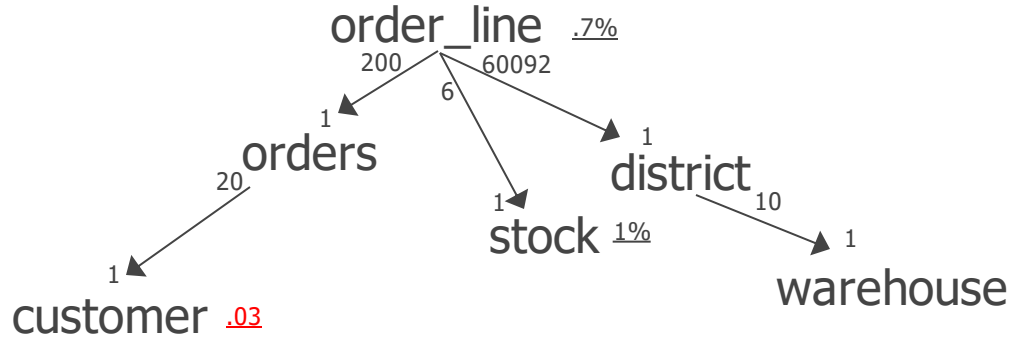 order_line .7%
200
60092
6
1
1
orders
district
20
1
10
stock 1%
1
1
warehouse
customer .03